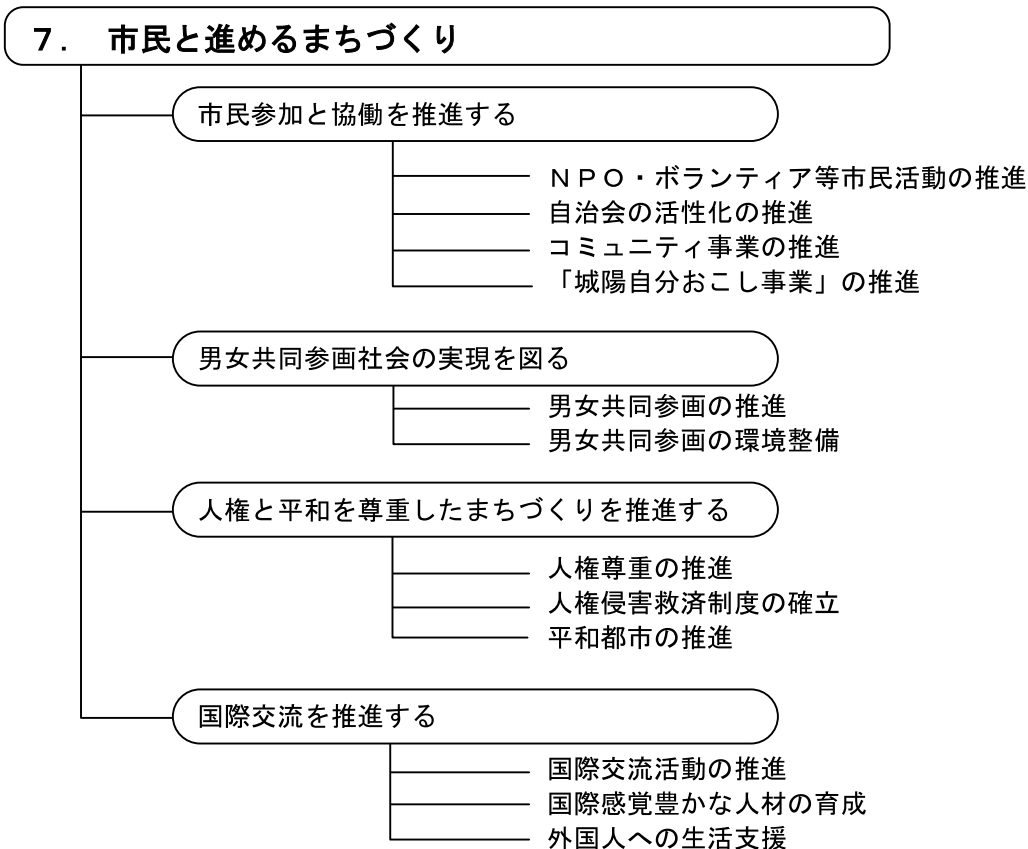 ７．　市民と進めるまちづくり
市民参加と協働を推進する
ＮＰＯ・ボランティア等市民活動の推進
自治会の活性化の推進
コミュニティ事業の推進
「城陽自分おこし事業」の推進
男女共同参画社会の実現を図る
男女共同参画の推進
男女共同参画の環境整備
人権と平和を尊重したまちづくりを推進する
人権尊重の推進
人権侵害救済制度の確立
平和都市の推進
国際交流を推進する
国際交流活動の推進
国際感覚豊かな人材の育成
外国人への生活支援